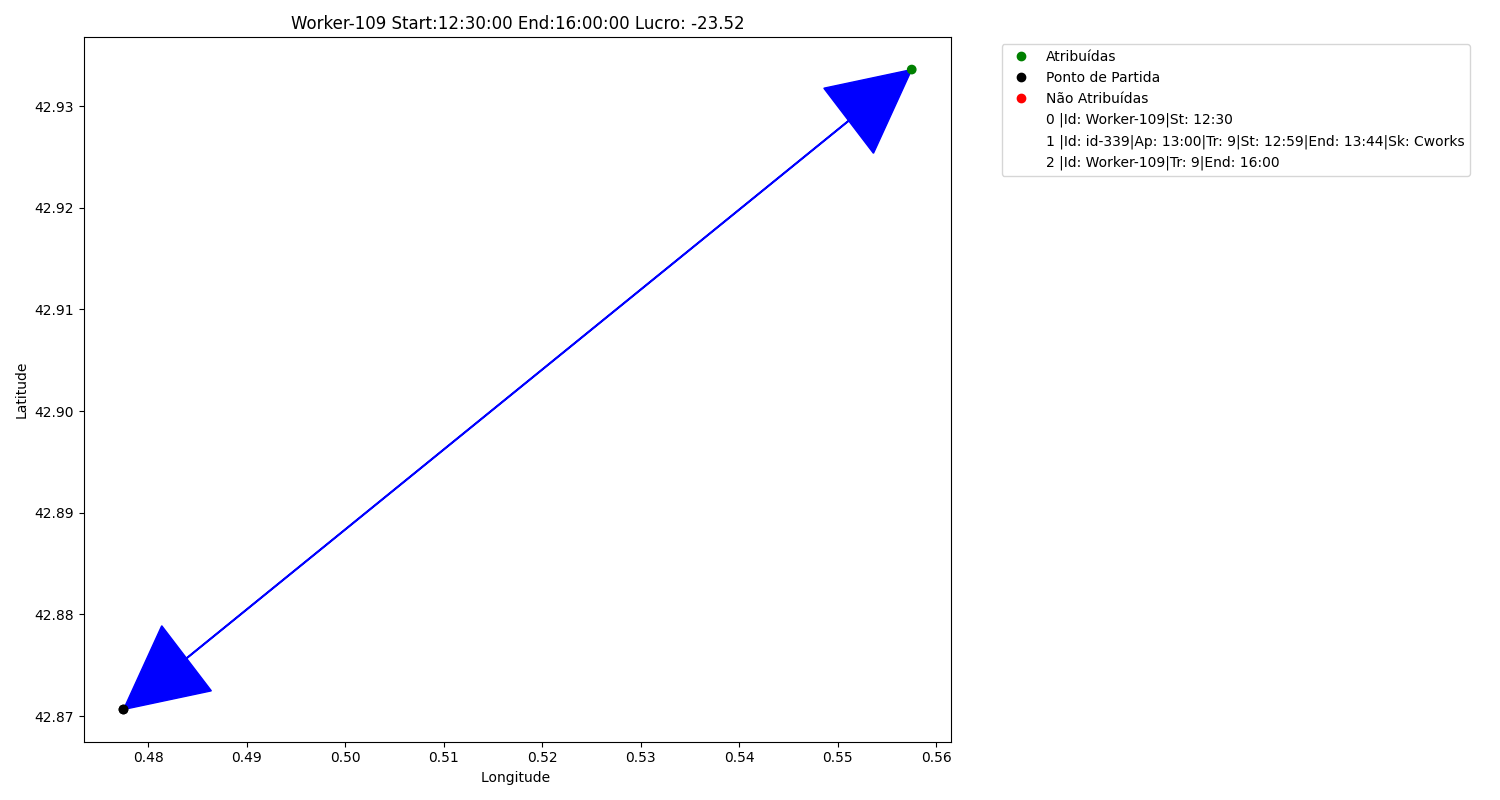 Worker-109 Start:12:30:00 End:16:00:00 Lucro: -23.52
Latitude
42.93
42.92
42.91
42.90
42.89
42.88
42.87
0.48 0.49 0.50 0.51 0.52 0.53 0.54 0.55 0.56
Longitude
Atribuídas
Ponto de Partida
Não Atribuídas
0 |Id: Worker-109|St: 12:30
1 |Id: id-339|Ap: 13:00|Tr: 9|St: 12:59|End: 13:44|Sk: Cworks
2 |Id: Worker-109|Tr: 9|End: 16:00